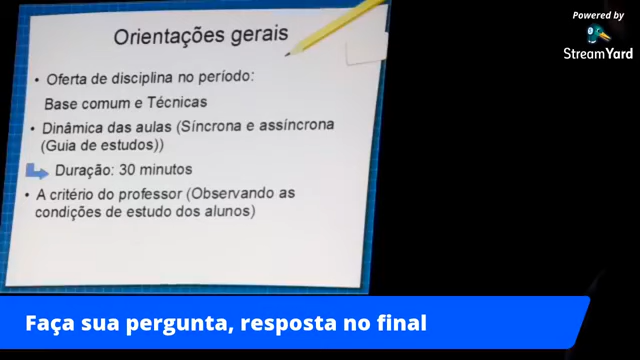 Powered by
StreamYard
Orientações gerais
• Oferta de disciplina no período:
Base comum e Técnicas
• Dinâmica das aulas (Síncrona e assíncrona
(Guia de estudos))
Duração: 30 minutos
• A critério do professor (Observando as
condições de estudo dos alunos)
Faça sua pergunta, resposta no final